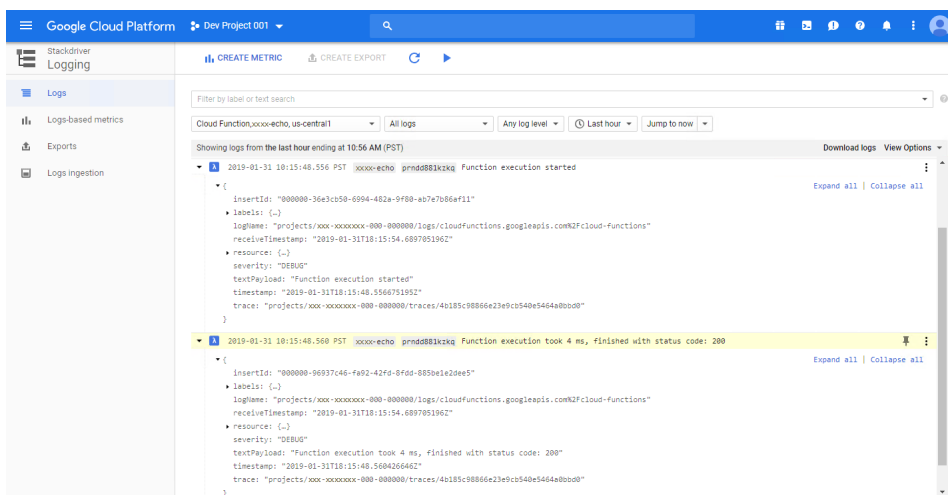 Google Cloud Platform Dev Project 001
Stackdriver
Logging
CREATE METRIC CREATE EXPORT
Logs
Logs-based metrics
Exports
Logs ingestion
Filter by label or text search
Cloud Function,xxxx-echo, us-central1 All logs Any log level Last hour Jump to now
Showing logs from the last hour ending at 10:56 AM (PST) Download logs View Options
2019-01-31 10:15:48.556 PST xxxx-echo prndd881kzkq Function execution started
{ Expand all | Collapse all
insertId: "000000-36e3cb50-6994-482a-9f80-ab7e7b86af11"
labels: {…}
logName: "projects/xxx-xxxxxxx-000-000000/logs/cloudfunctions.googleapis.com%2Fcloud-functions"
receiveTimestamp: "2019-01-31T18:15:54.689705196Z"
resource: {…}
severity: "DEBUG"
textPayload: "Function execution started"
timestamp: "2019-01-31T18:15:48.556675195Z"
trace: "projects/xxx-xxxxxxx-000-000000/traces/4b185c98866e23e9cb540e5464a0bbd0"
}
2019-01-31 10:15:48.560 PST xxxx-echo prndd881kzkq Function execution took 4 ms, finished with status code: 200
{ Expand all | Collapse all
insertId: "000000-96937c46-fa92-42fd-8fdd-885be1e2dee5"
labels: {…}
logName: "projects/xxx-xxxxxxx-000-000000/logs/cloudfunctions.googleapis.com%2Fcloud-functions"
receiveTimestamp: "2019-01-31T18:15:54.689705196Z"
resource: {…}
severity: "DEBUG"
textPayload: "Function execution took 4 ms, finished with status code: 200"
timestamp: "2019-01-31T18:15:48.560426646Z"
trace: "projects/xxx-xxxxxxx-000-000000/traces/4b185c98866e23e9cb540e5464a0bbd0"
}